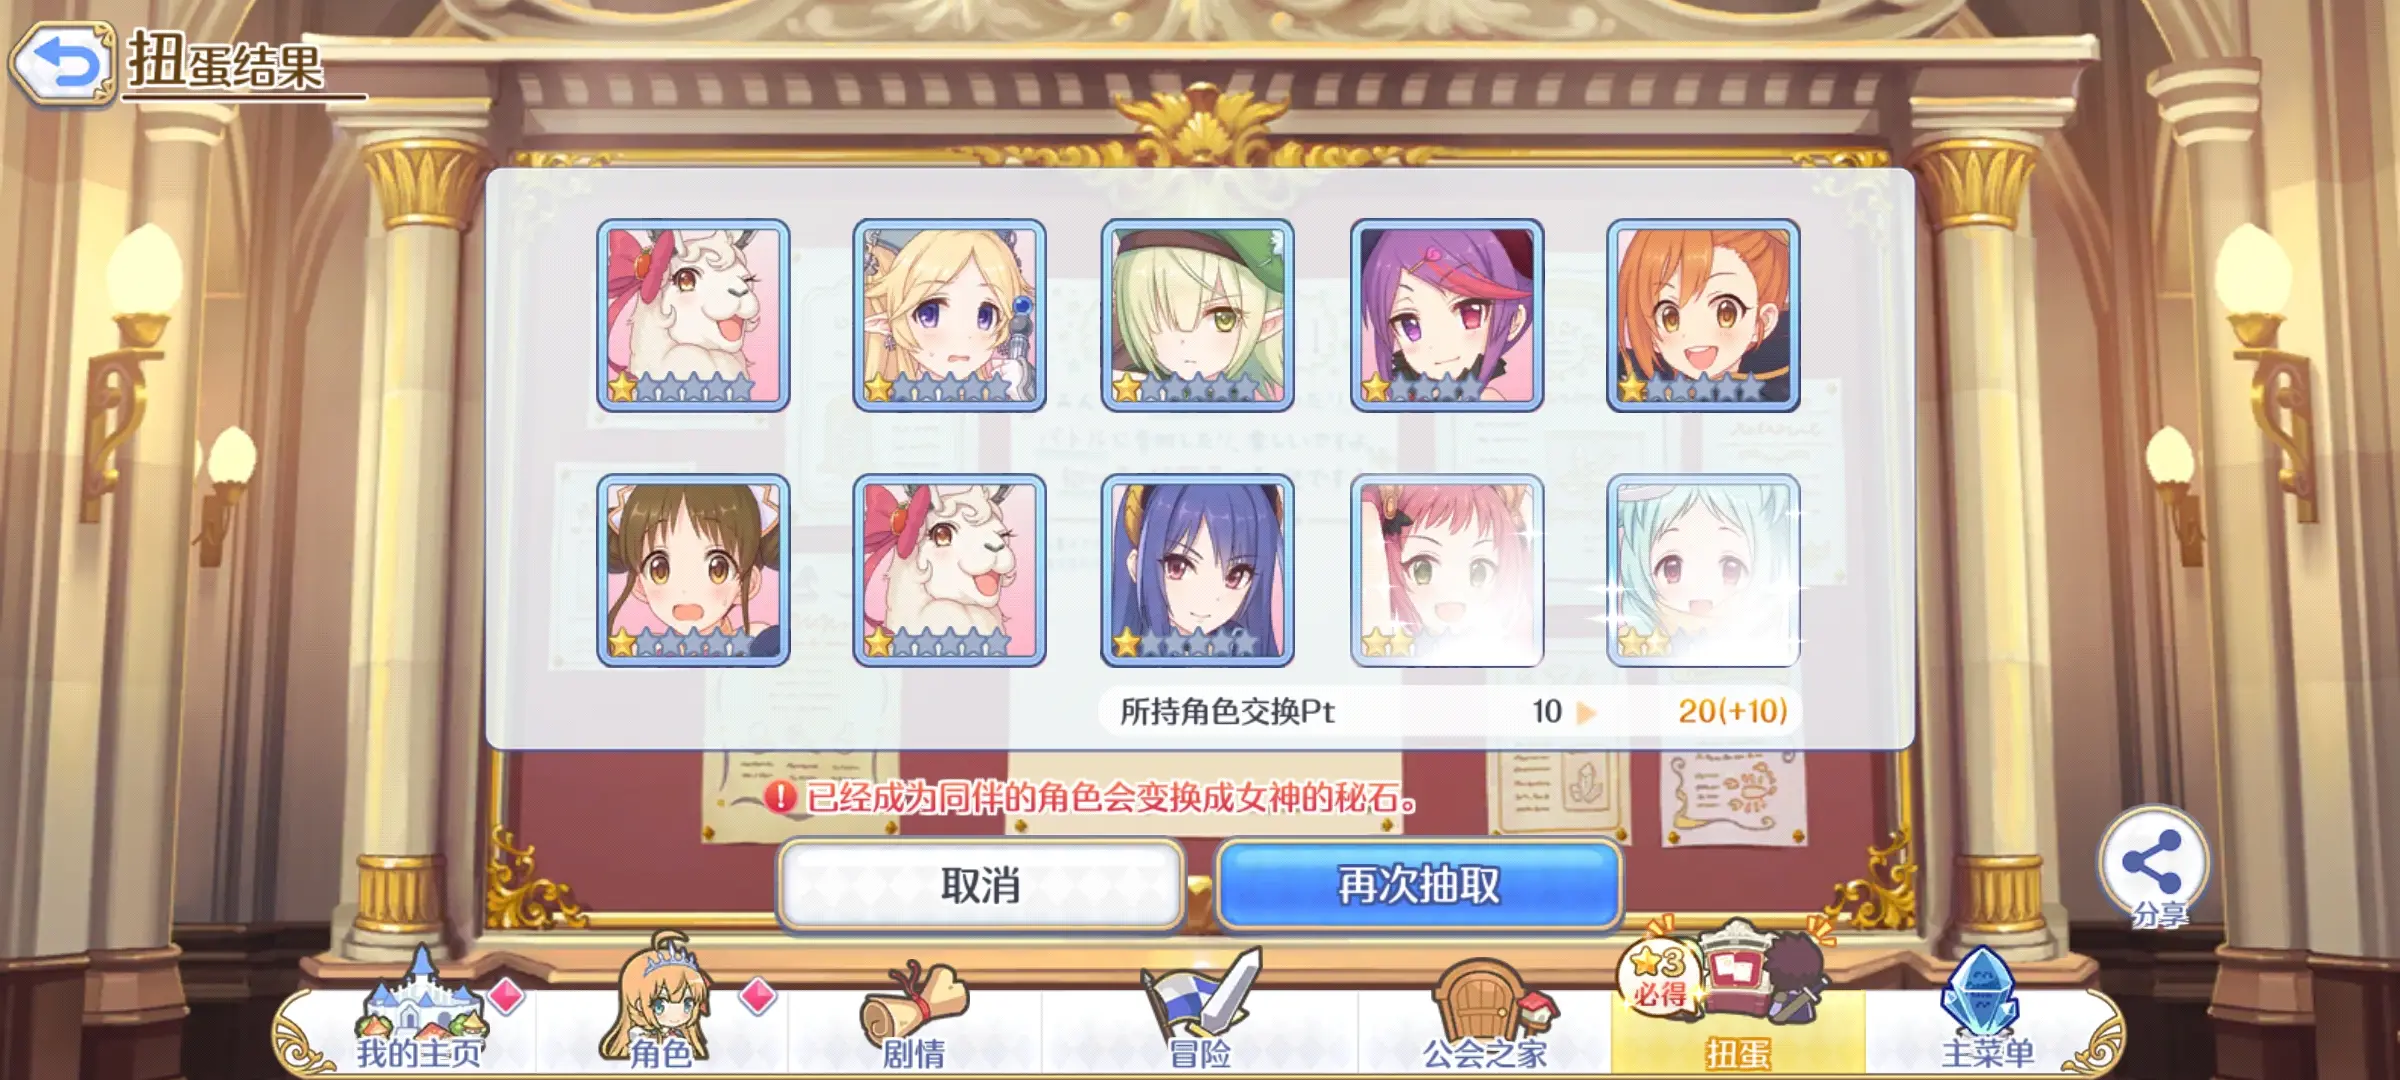 扭蛋结果
所持角色交换Pt 10 20(+10)
已经成为同伴的角色会变换成女神的秘石。
取消
再次抽取
分享
3
必得
我的主页
角色
剧情
冒险
公会之家
扭蛋
主菜单